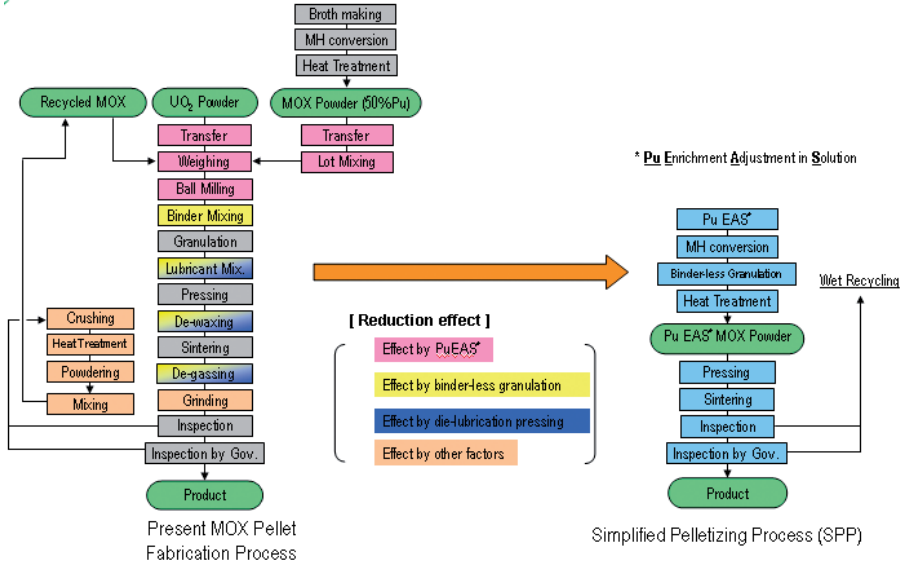 Broth making
MH conversion
Heat Treatment
Recycled MOX
UO2 Powder
MOX Powder (50%Pu)
Transfer
Weighing
Ball Milling
Binder Mixing
Granulation
Lubricant Mix.
Pressing
De-waxing
Sintering
De-gassing
Grinding
Inspection
Inspection by Gov.
Product
Transfer
Lot Mixing
Crushing
Heat Treatment
Powdering
Mixing
Present MOX Pellet
Fabrication Process
[ Reduction effect ]
Effect by PuEAS*
Effect by binder-less granulation
Effect by die-lubrication pressing
Effect by other factors
* Pu Enrichment Adjustment in Solution
Pu EAS*
MH conversion
Binder-less Granulation
Heat Treatment
Pu EAS* MOX Powder
Pressing
Sintering
Inspection
Inspection by Gov.
Product
Wet Recycling
Simplified Pelletizing Process (SPP)